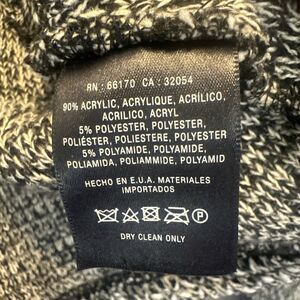 RN : 66170 CA : 32054
90% ACRYLIC, ACRYLIQUE, ACRÍLICO,
ACRILICO, ACRYL
5% POLYESTER, POLYESTER,
POLIÉSTER, POLIESTERE, POLYESTER
5% POLYAMIDE, POLYAMIDE,
POLIAMIDA, POLIAMMIDE, POLYAMID
HECHO EN E.U.A. MATERIALES
IMPORTADOS
P
DRY CLEAN ONLY